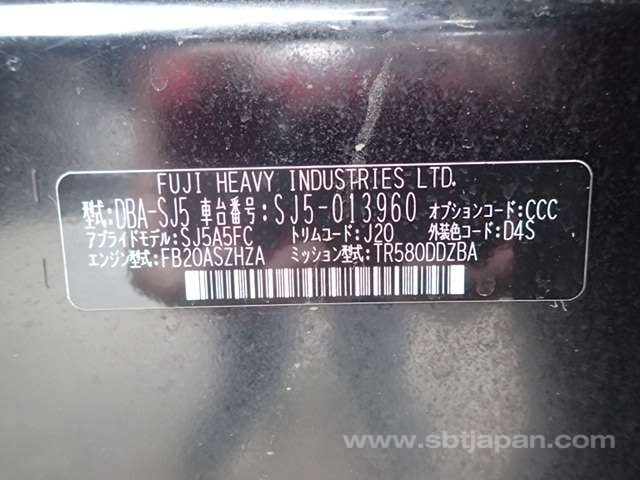 FUJI HEAVY INDUSTRIES LTD.
型式:DBA-SJ5 車台番号:SJ5-013960 オプションコード:CCC
アプライドモデル:SJ5A5FC トリムコード:J20 外装色コード:D4S
エンジン型式:FB20ASZHZA ミッション型式:TR580DDZBA
www.sbtjapan.com